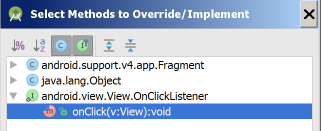 Select Methods to Override/Implement
android.support.v4.app.Fragment
java.lang.Object
android.view.View.OnClickListener
onClick(v:View):void